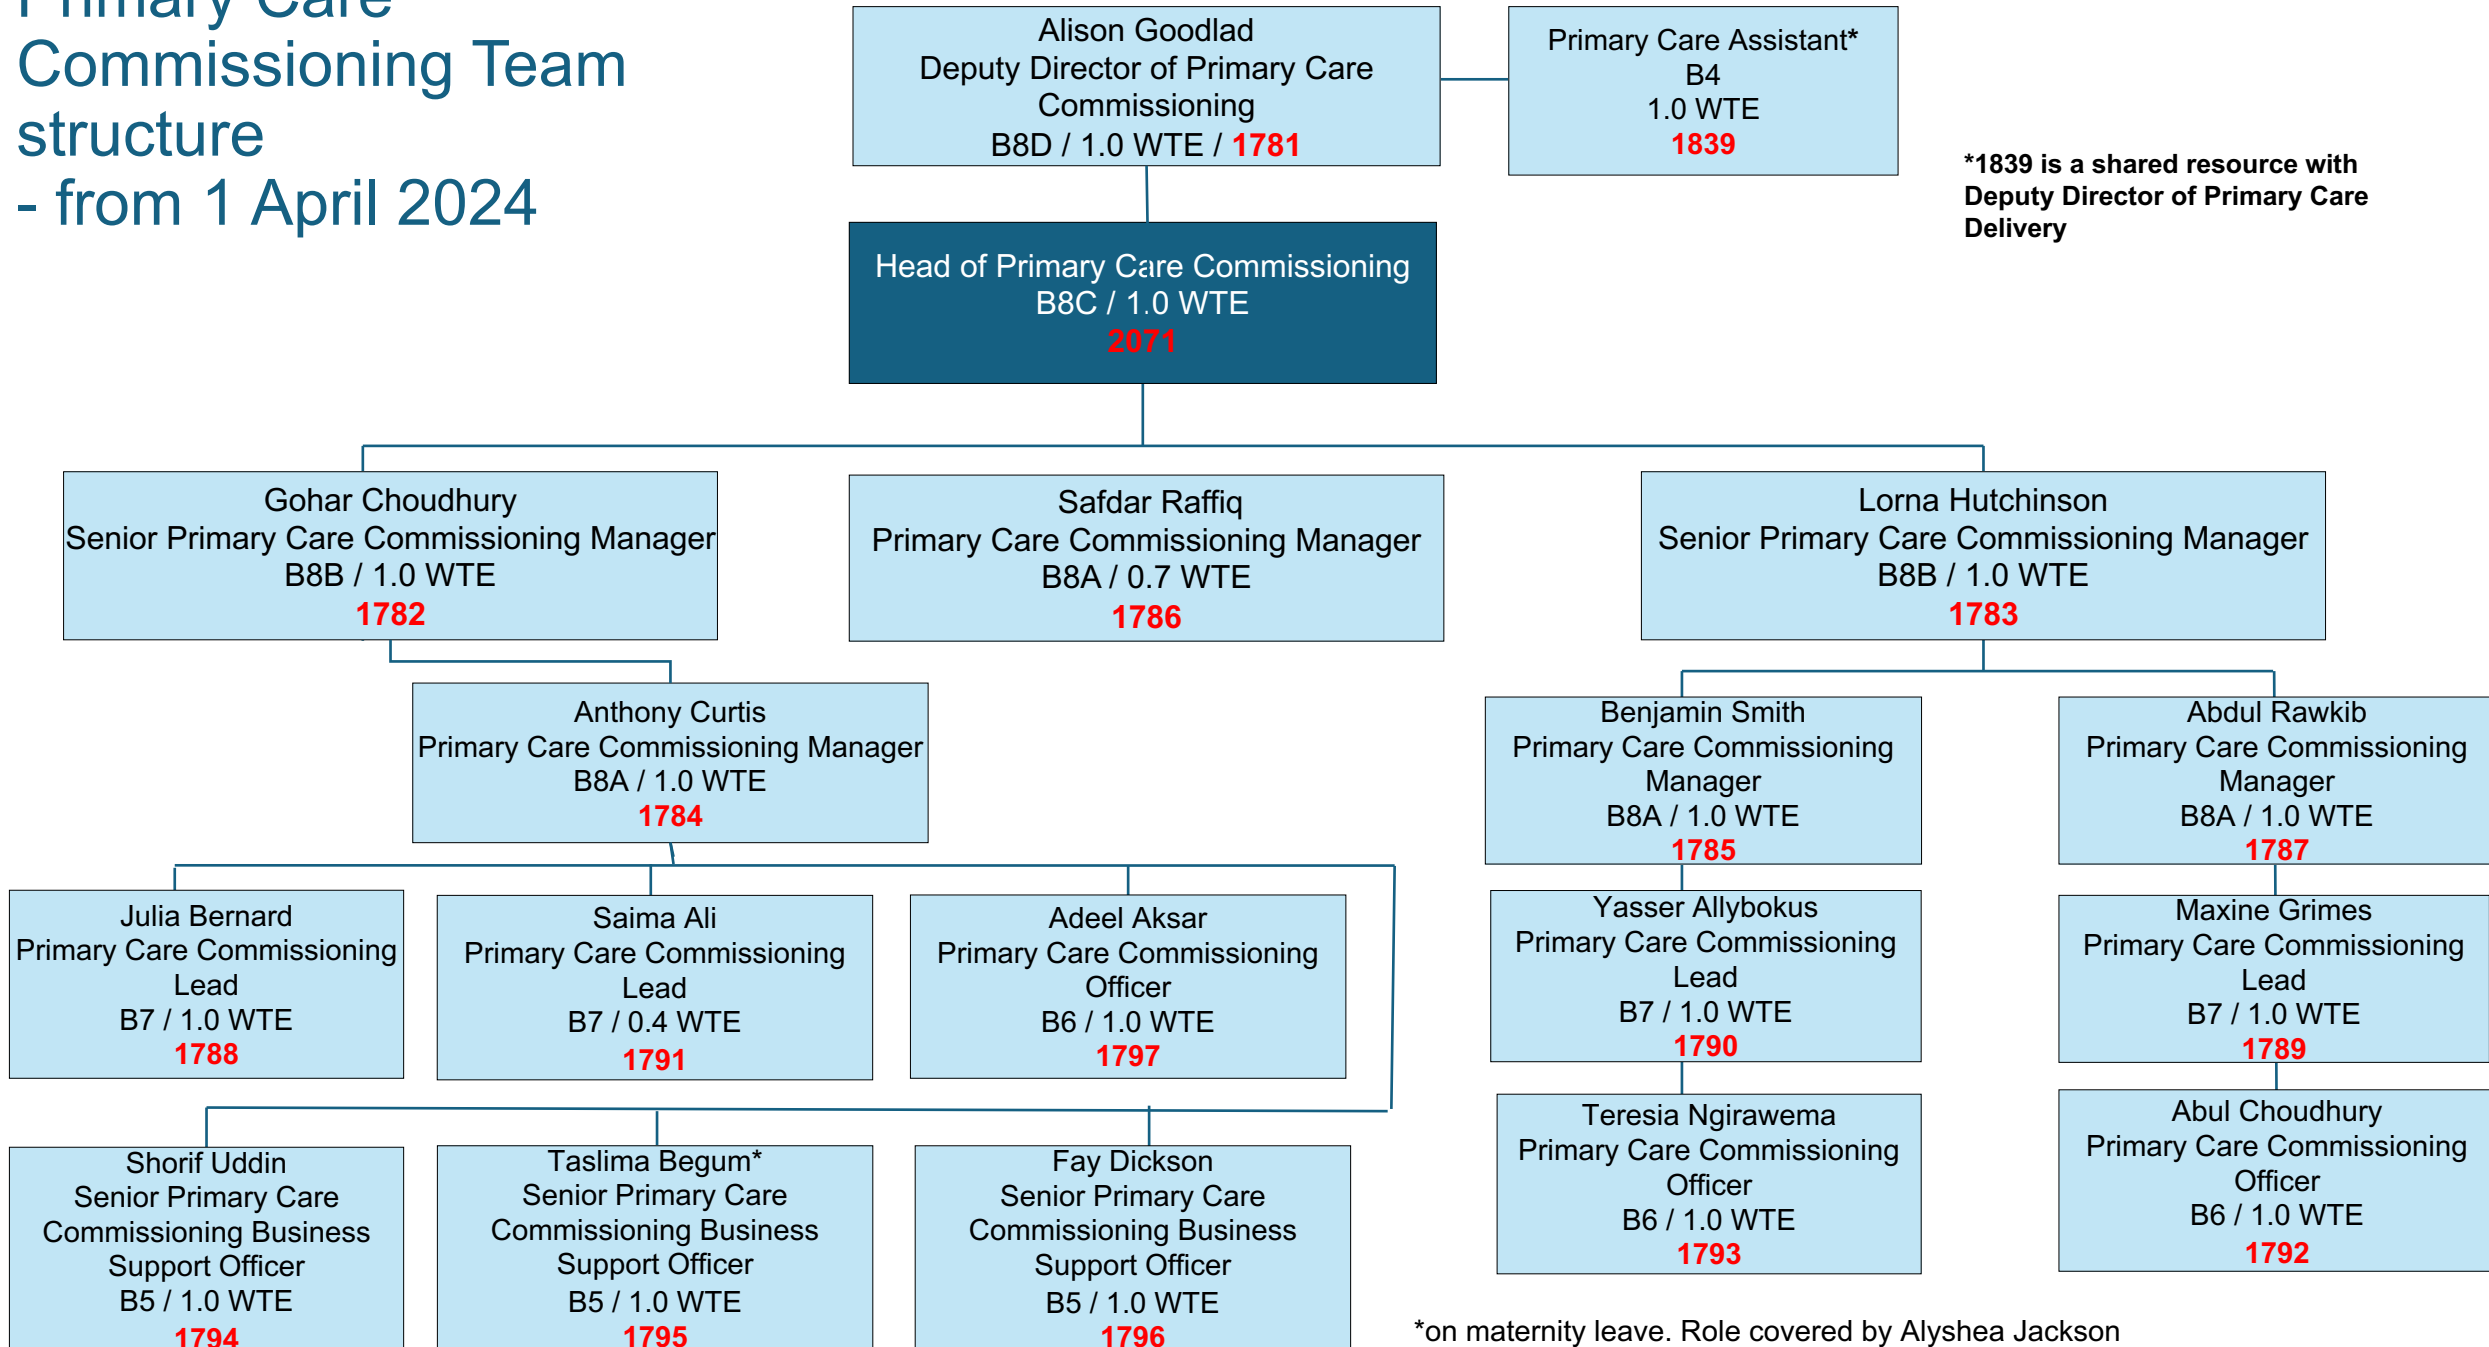 Primary Care
Commissioning Team
structure
- from 1 April 2024
Alison Goodlad
Deputy Director of Primary Care
Commissioning
B8D / 1.0 WTE / 1781
Primary Care Assistant*
B4
1.0 WTE
1839
*1839 is a shared resource with
Deputy Director of Primary Care
Delivery
Head of Primary Care Commissioning
B8C / 1.0 WTE
2071
Gohar Choudhury
Senior Primary Care Commissioning Manager
B8B / 1.0 WTE
1782
Safdar Raffiq
Primary Care Commissioning Manager
B8A / 0.7 WTE
1786
Lorna Hutchinson
Senior Primary Care Commissioning Manager
B8B / 1.0 WTE
1783
Anthony Curtis
Primary Care Commissioning Manager
B8A / 1.0 WTE
1784
Benjamin Smith
Primary Care Commissioning
Manager
B8A / 1.0 WTE
1785
Abdul Rawkib
Primary Care Commissioning
Manager
B8A / 1.0 WTE
1787
Julia Bernard
Primary Care Commissioning
Lead
B7 / 1.0 WTE
1788
Saima Ali
Primary Care Commissioning
Lead
B7 / 0.4 WTE
1791
Adeel Aksar
Primary Care Commissioning
Officer
B6 / 1.0 WTE
1797
Yasser Allybokus
Primary Care Commissioning
Lead
B7 / 1.0 WTE
1790
Maxine Grimes
Primary Care Commissioning
Lead
B7 / 1.0 WTE
1789
Shorif Uddin
Senior Primary Care
Commissioning Business
Support Officer
B5 / 1.0 WTE
1794
Taslima Begum*
Senior Primary Care
Commissioning Business
Support Officer
B5 / 1.0 WTE
1795
Fay Dickson
Senior Primary Care
Commissioning Business
Support Officer
B5 / 1.0 WTE
1796
Teresia Ngirawema
Primary Care Commissioning
Officer
B6 / 1.0 WTE
1793
Abul Choudhury
Primary Care Commissioning
Officer
B6 / 1.0 WTE
1792
*on maternity leave. Role covered by Alyshea Jackson